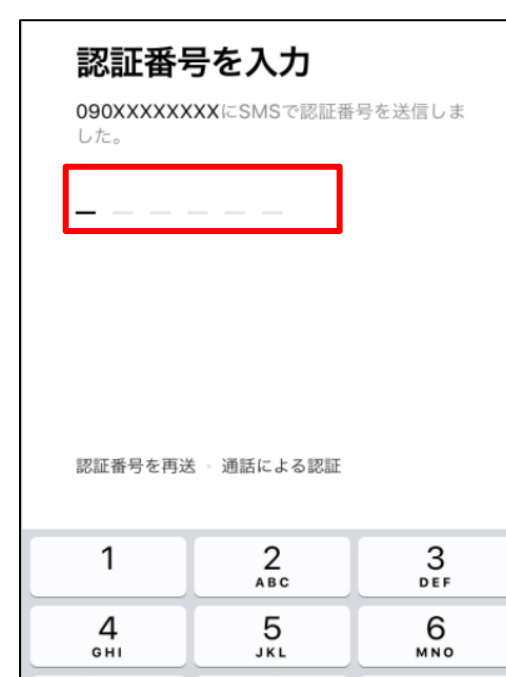 認証番号を入力
090XXXXXXXXにSMSで認証番号を送信しま
した。
認証番号を再送 · 通話による認証
1 2 3
ABC DEF
4 5 6
GHI JKL MNO